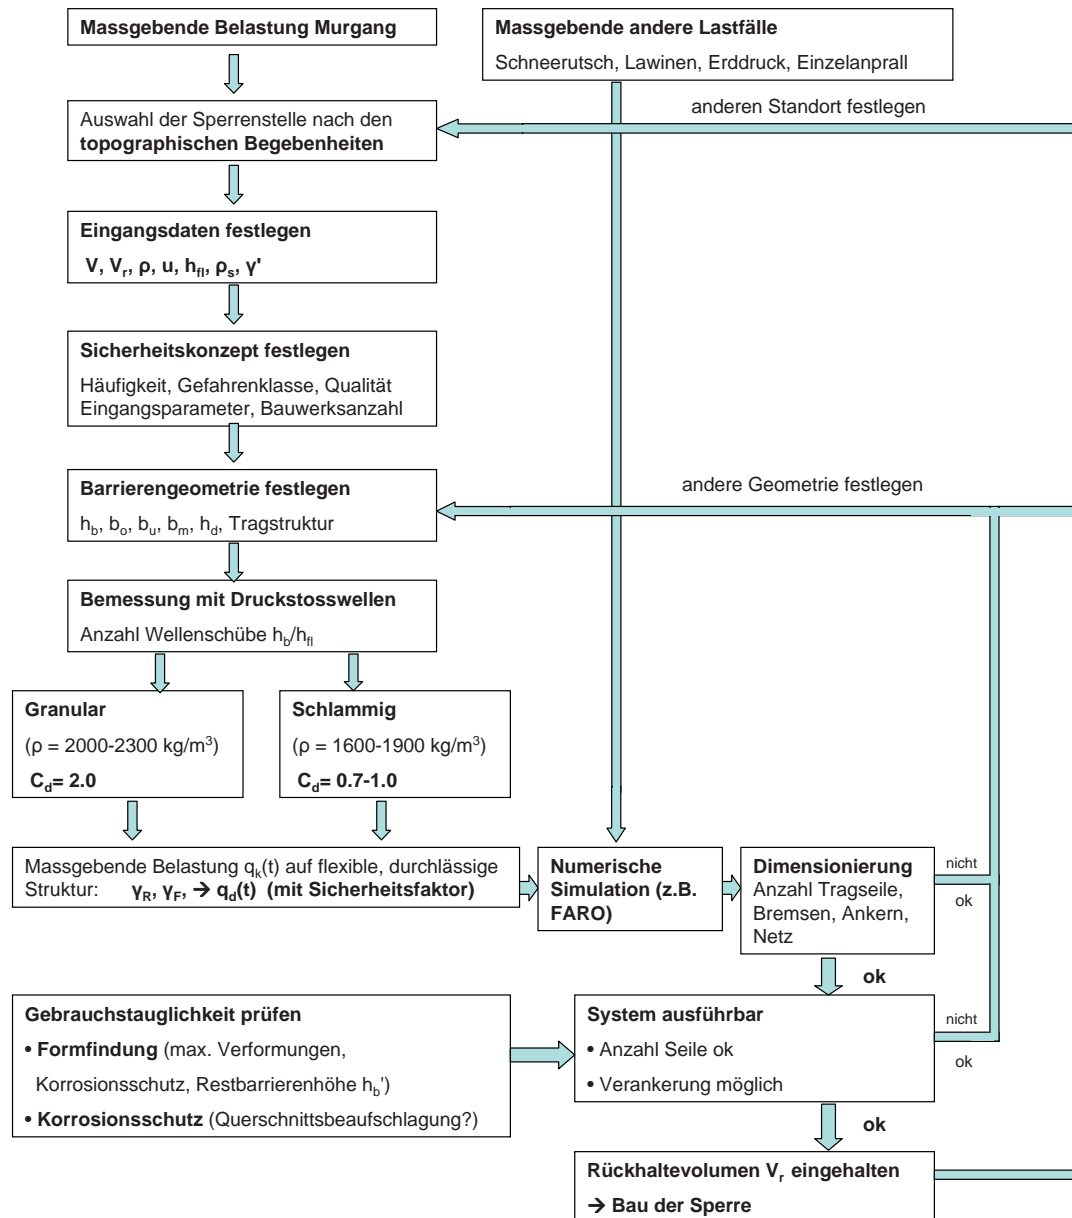 Massgebende Belastung Murgang
Massgebende andere Lastfälle
Schneerutsch, Lawinen, Erddruck, Einzelanprall
anderen Standort festlegen
Auswahl der Sperrenstelle nach den
topographischen Begebenheiten
Eingangsdaten festlegen
V, Vr, ρ, u, hfl, ρs, γ'
Sicherheitskonzept festlegen
Häufigkeit, Gefahrenklasse, Qualität
Eingangsparameter, Bauwerksanzahl
Barrierengeometrie festlegen
hb, bo, bu, bm, hd, Tragstruktur
andere Geometrie festlegen
Bemessung mit Druckstosswellen
Anzahl Wellenschübe hb/hfl
Granular
(ρ = 2000-2300 kg/m³)
Cd= 2.0
Schlammig
(ρ = 1600-1900 kg/m³)
Cd= 0.7-1.0
Massgebende Belastung qk(t) auf flexible, durchlässige
Struktur: γR, γF, → qd(t) (mit Sicherheitsfaktor)
Numerische
Simulation (z.B.
FARO)
Dimensionierung
Anzahl Tragseile,
Bremsen, Ankern,
Netz
nicht
ok
ok
Gebrauchstauglichkeit prüfen
• Formfindung (max. Verformungen,
Korrosionsschutz, Restbarrierenhöhe hb')
• Korrosionsschutz (Querschnittsbeaufschlagung?)
System ausführbar
• Anzahl Seile ok
• Verankerung möglich
nicht
ok
ok
Rückhaltevolumen Vr eingehalten
→ Bau der Sperre